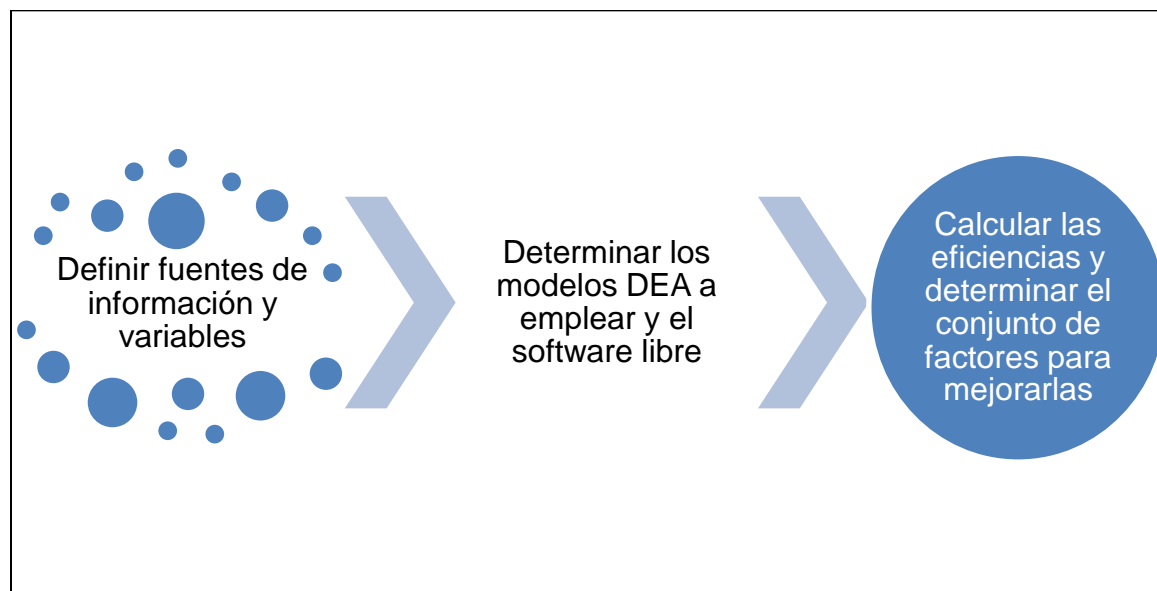 Definir fuentes de
información y
variables
Determinar los
modelos DEA a
emplear y el
software libre
Calcular las
eficiencias y
determinar el
conjunto de
factores para
mejorarlas